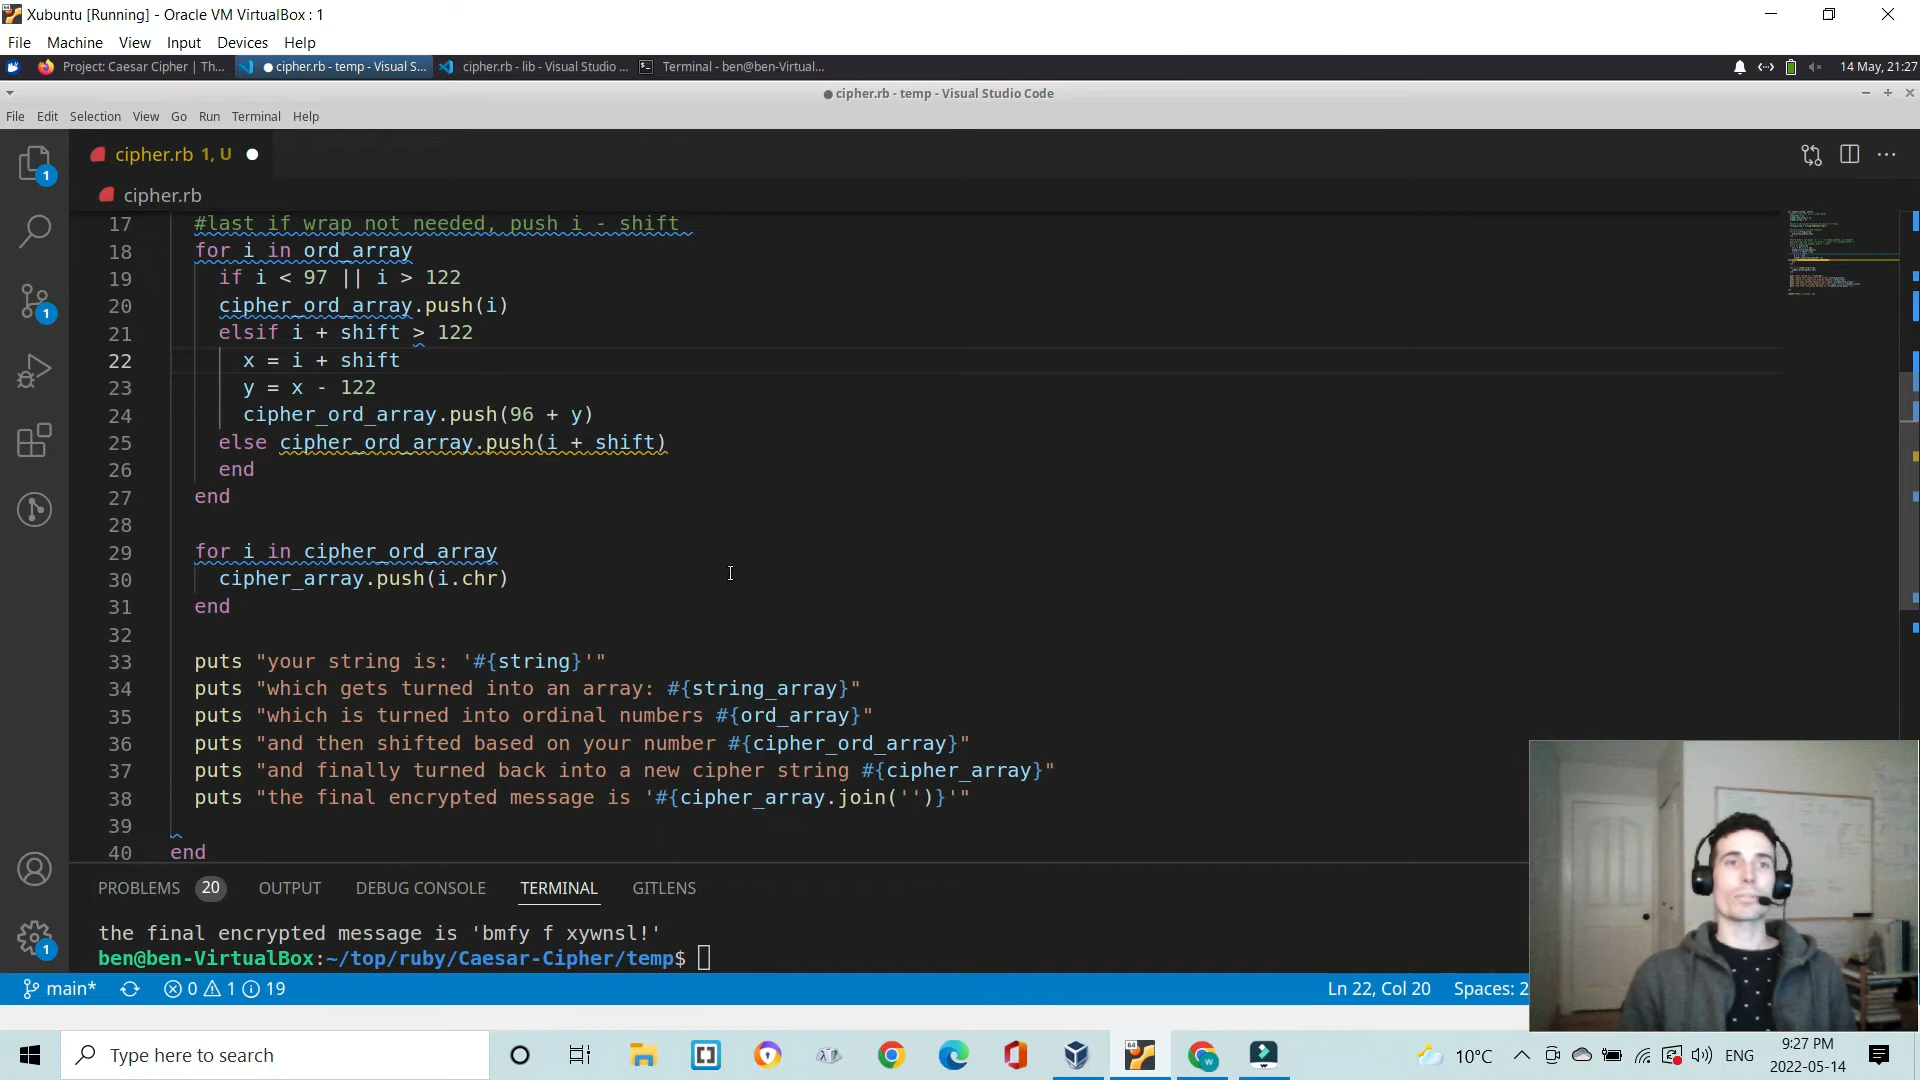 Xubuntu [Running] - Oracle VM VirtualBox : 1
File Machine View Input Devices Help
Project: Caesar Cipher | Th... ● cipher.rb - temp - Visual S... cipher.rb - lib - Visual Studio ... Terminal - ben@ben-Virtual... 14 May, 21:27
● cipher.rb - temp - Visual Studio Code
File Edit Selection View Go Run Terminal Help
cipher.rb 1, U ●
cipher.rb
17 #last if wrap not needed, push i - shift
18 for i in ord_array
19 if i < 97 || i > 122
20 cipher_ord_array.push(i)
21 elsif i + shift > 122
22 x = i + shift
23 y = x - 122
24 cipher_ord_array.push(96 + y)
25 else cipher_ord_array.push(i + shift)
26 end
27 end
28
29 for i in cipher_ord_array
30 cipher_array.push(i.chr)
31 end
32
33 puts "your string is: '#{string}'"
34 puts "which gets turned into an array: #{string_array}"
35 puts "which is turned into ordinal numbers #{ord_array}"
36 puts "and then shifted based on your number #{cipher_ord_array}"
37 puts "and finally turned back into a new cipher string #{cipher_array}"
38 puts "the final encrypted message is '#{cipher_array.join('')}'"
39
40 end
1
1
1
PROBLEMS 20 OUTPUT DEBUG CONSOLE TERMINAL GITLENS
the final encrypted message is 'bmfy f xywnsl!'
ben@ben-VirtualBox:~/top/ruby/Caesar-Cipher/temp$
main* 0 1 19 Ln 22, Col 20 Spaces: 2
Type here to search 10°C ENG 9:27 PM
2022-05-14